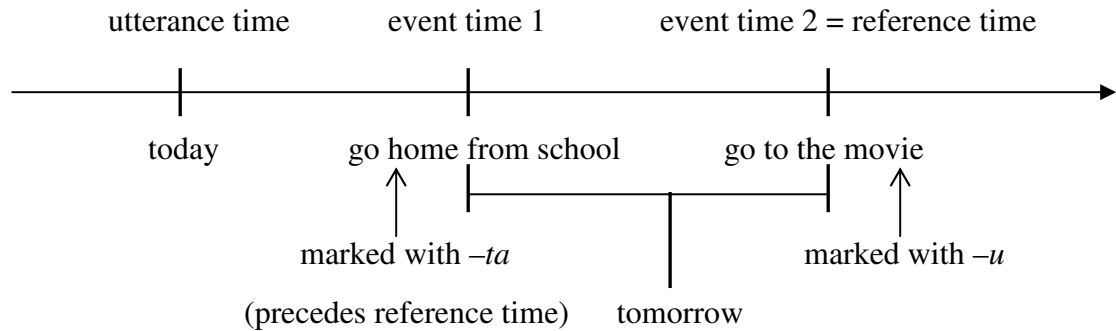 utterance time event time 1 event time 2 = reference time
today go home from school go to the movie
marked with –ta marked with –u
(precedes reference time) tomorrow